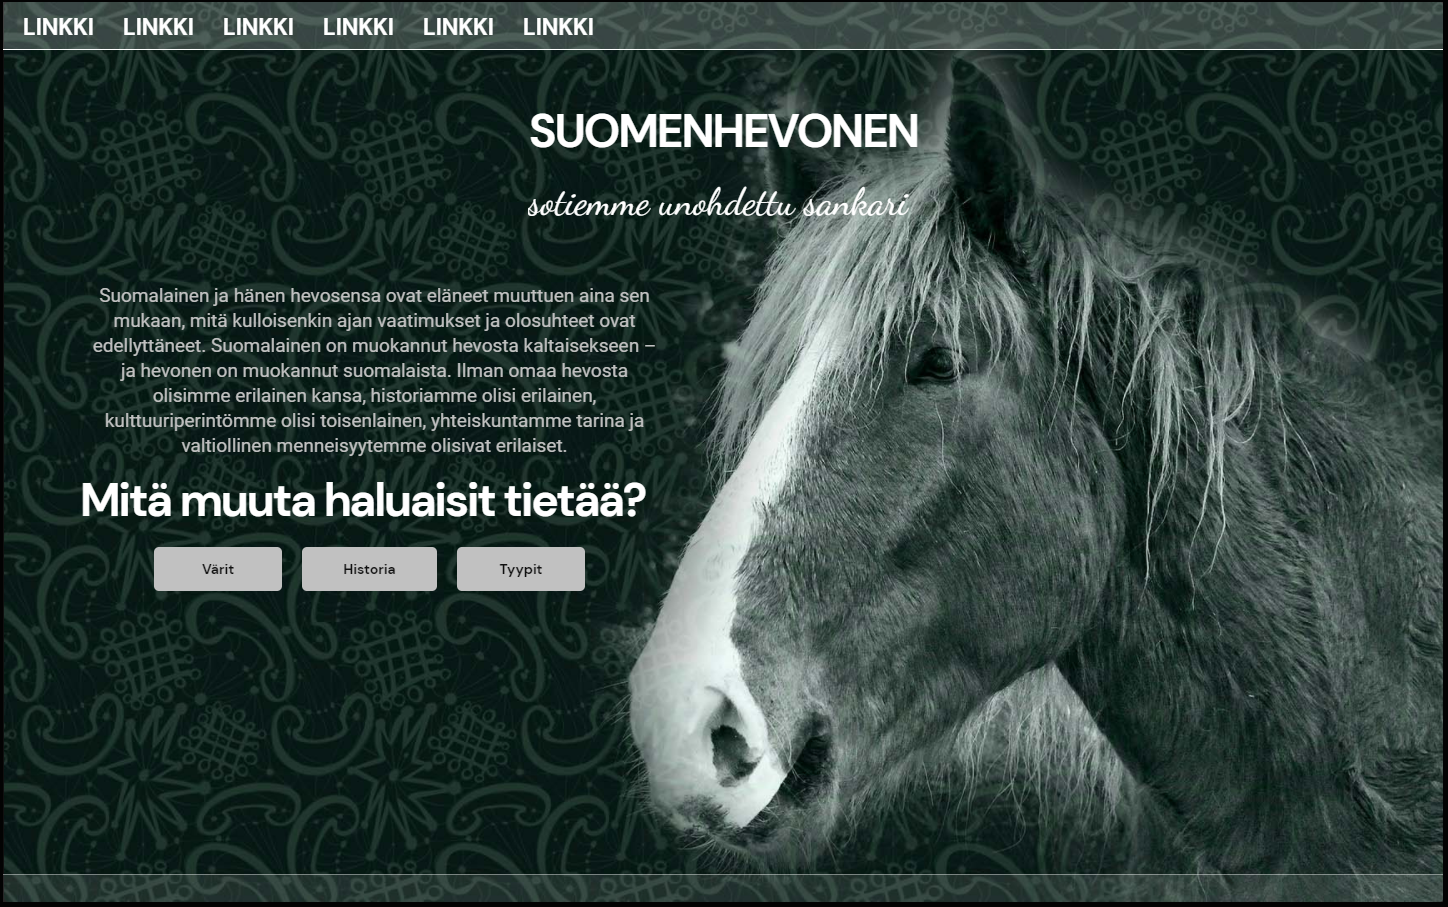 LINKKI LINKKI LINKKI LINKKI LINKKI LINKKI
SUOMENHEVONEN
sotiemme unohdettu sankari
Suomalainen ja hänen hevosensa ovat eläneet muuttuen aina sen
mukaan, mitä kulloisenkin ajan vaatimukset ja olosuhteet ovat
edellyttäneet. Suomalainen on muokannut hevosta kaltaisekseen –
ja hevonen on muokannut suomalaista. Ilman omaa hevosta
olisimme erilainen kansa, historiamme olisi erilainen,
kulttuuriperintömme olisi toisenlainen, yhteiskuntamme tarina ja
valtiollinen menneisyytemme olisivat erilaiset.
Mitä muuta haluaisit tietää?
Värit Historia Tyypit